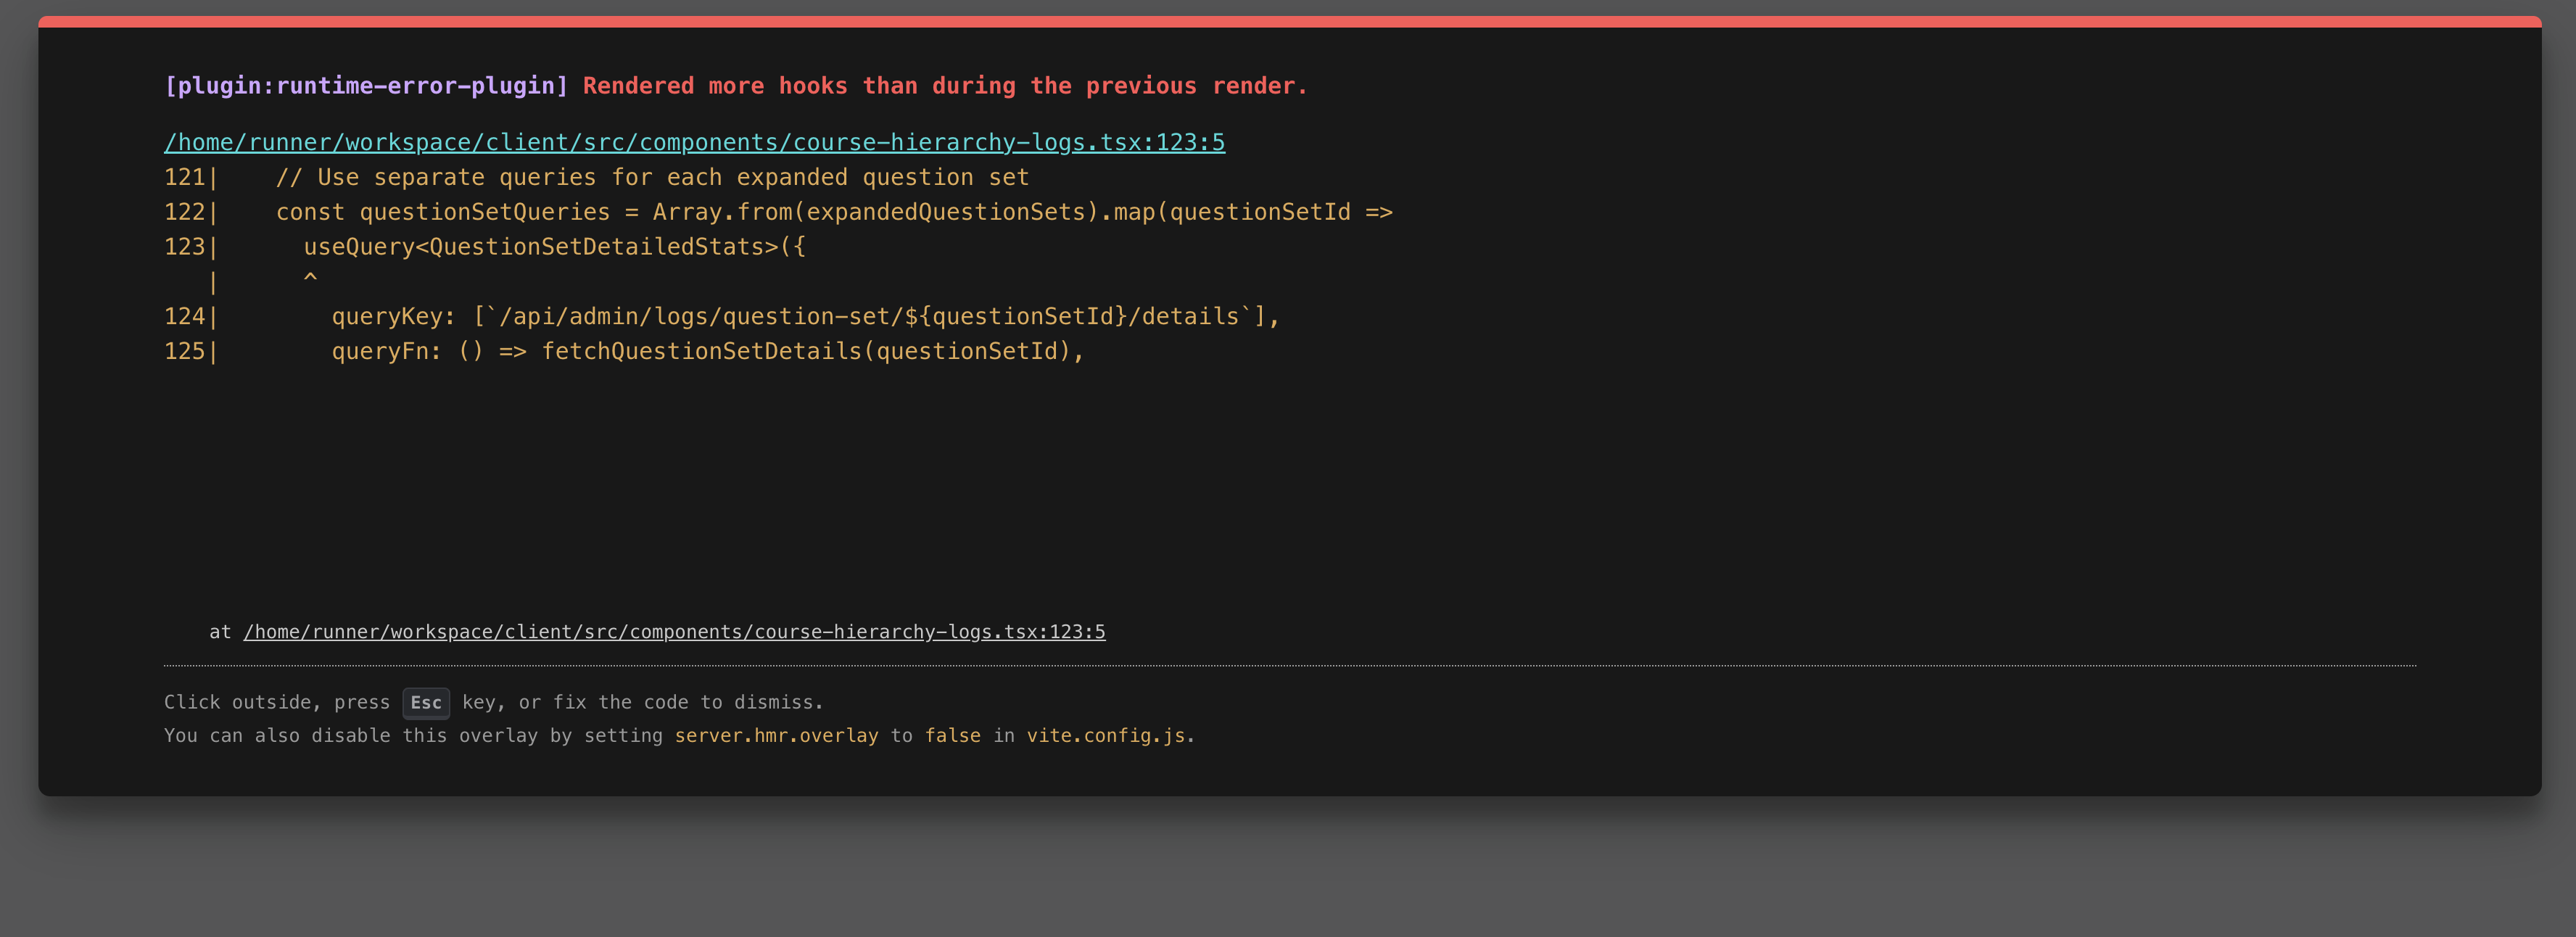 [plugin:runtime-error-plugin] Rendered more hooks than during the previous render.
/home/runner/workspace/client/src/components/course-hierarchy-logs.tsx:123:5
121|    // Use separate queries for each expanded question set
122|    const questionSetQueries = Array.from(expandedQuestionSets).map(questionSetId =>
123|      useQuery<QuestionSetDetailedStats>({
   |      ^
124|        queryKey: [`/api/admin/logs/question-set/${questionSetId}/details`],
125|        queryFn: () => fetchQuestionSetDetails(questionSetId),
at /home/runner/workspace/client/src/components/course-hierarchy-logs.tsx:123:5
Click outside, press Esc key, or fix the code to dismiss.
You can also disable this overlay by setting server.hmr.overlay to false in vite.config.js.